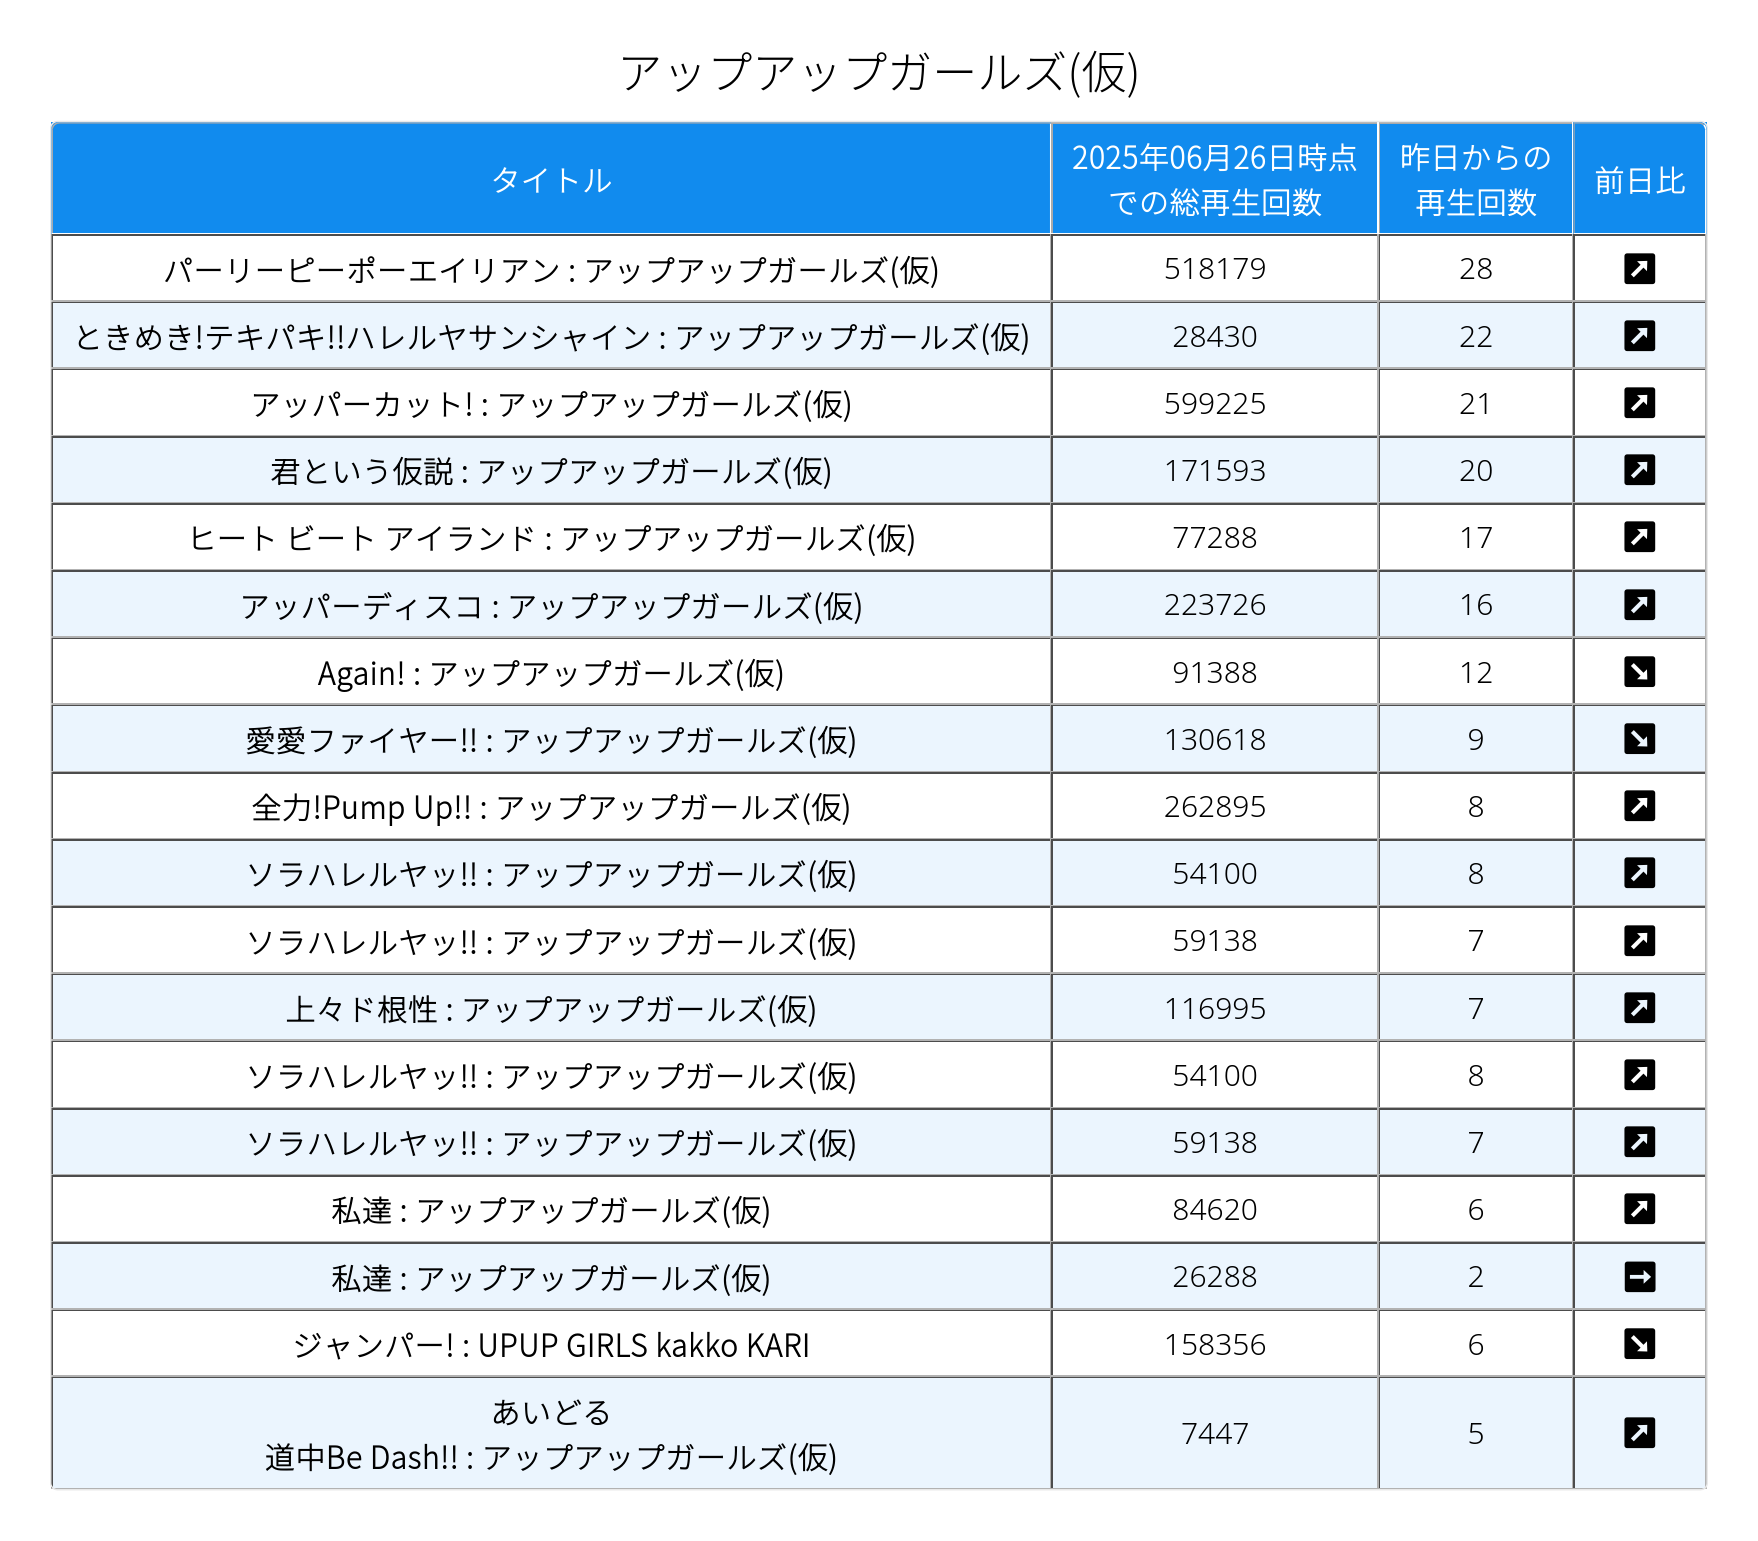 アップアップガールズ(仮)
タイトル
2025年06月26日時点
での総再生回数
昨日からの
再生回数
前日比
パーリーピーポーエイリアン : アップアップガールズ(仮) 518179 28
ときめき!テキパキ!!ハレルヤサンシャイン : アップアップガールズ(仮) 28430 22
アッパーカット! : アップアップガールズ(仮) 599225 21
君という仮説 : アップアップガールズ(仮) 171593 20
ヒート ビート アイランド : アップアップガールズ(仮) 77288 17
アッパーディスコ : アップアップガールズ(仮) 223726 16
Again! : アップアップガールズ(仮) 91388 12
愛愛ファイヤー!! : アップアップガールズ(仮) 130618 9
全力!Pump Up!! : アップアップガールズ(仮) 262895 8
ソラハレルヤッ!! : アップアップガールズ(仮) 54100 8
ソラハレルヤッ!! : アップアップガールズ(仮) 59138 7
上々ド根性 : アップアップガールズ(仮) 116995 7
ソラハレルヤッ!! : アップアップガールズ(仮) 54100 8
ソラハレルヤッ!! : アップアップガールズ(仮) 59138 7
私達 : アップアップガールズ(仮) 84620 6
私達 : アップアップガールズ(仮) 26288 2
ジャンパー! : UPUP GIRLS kakko KARI 158356 6
あいどる
道中Be Dash!! : アップアップガールズ(仮) 7447 5